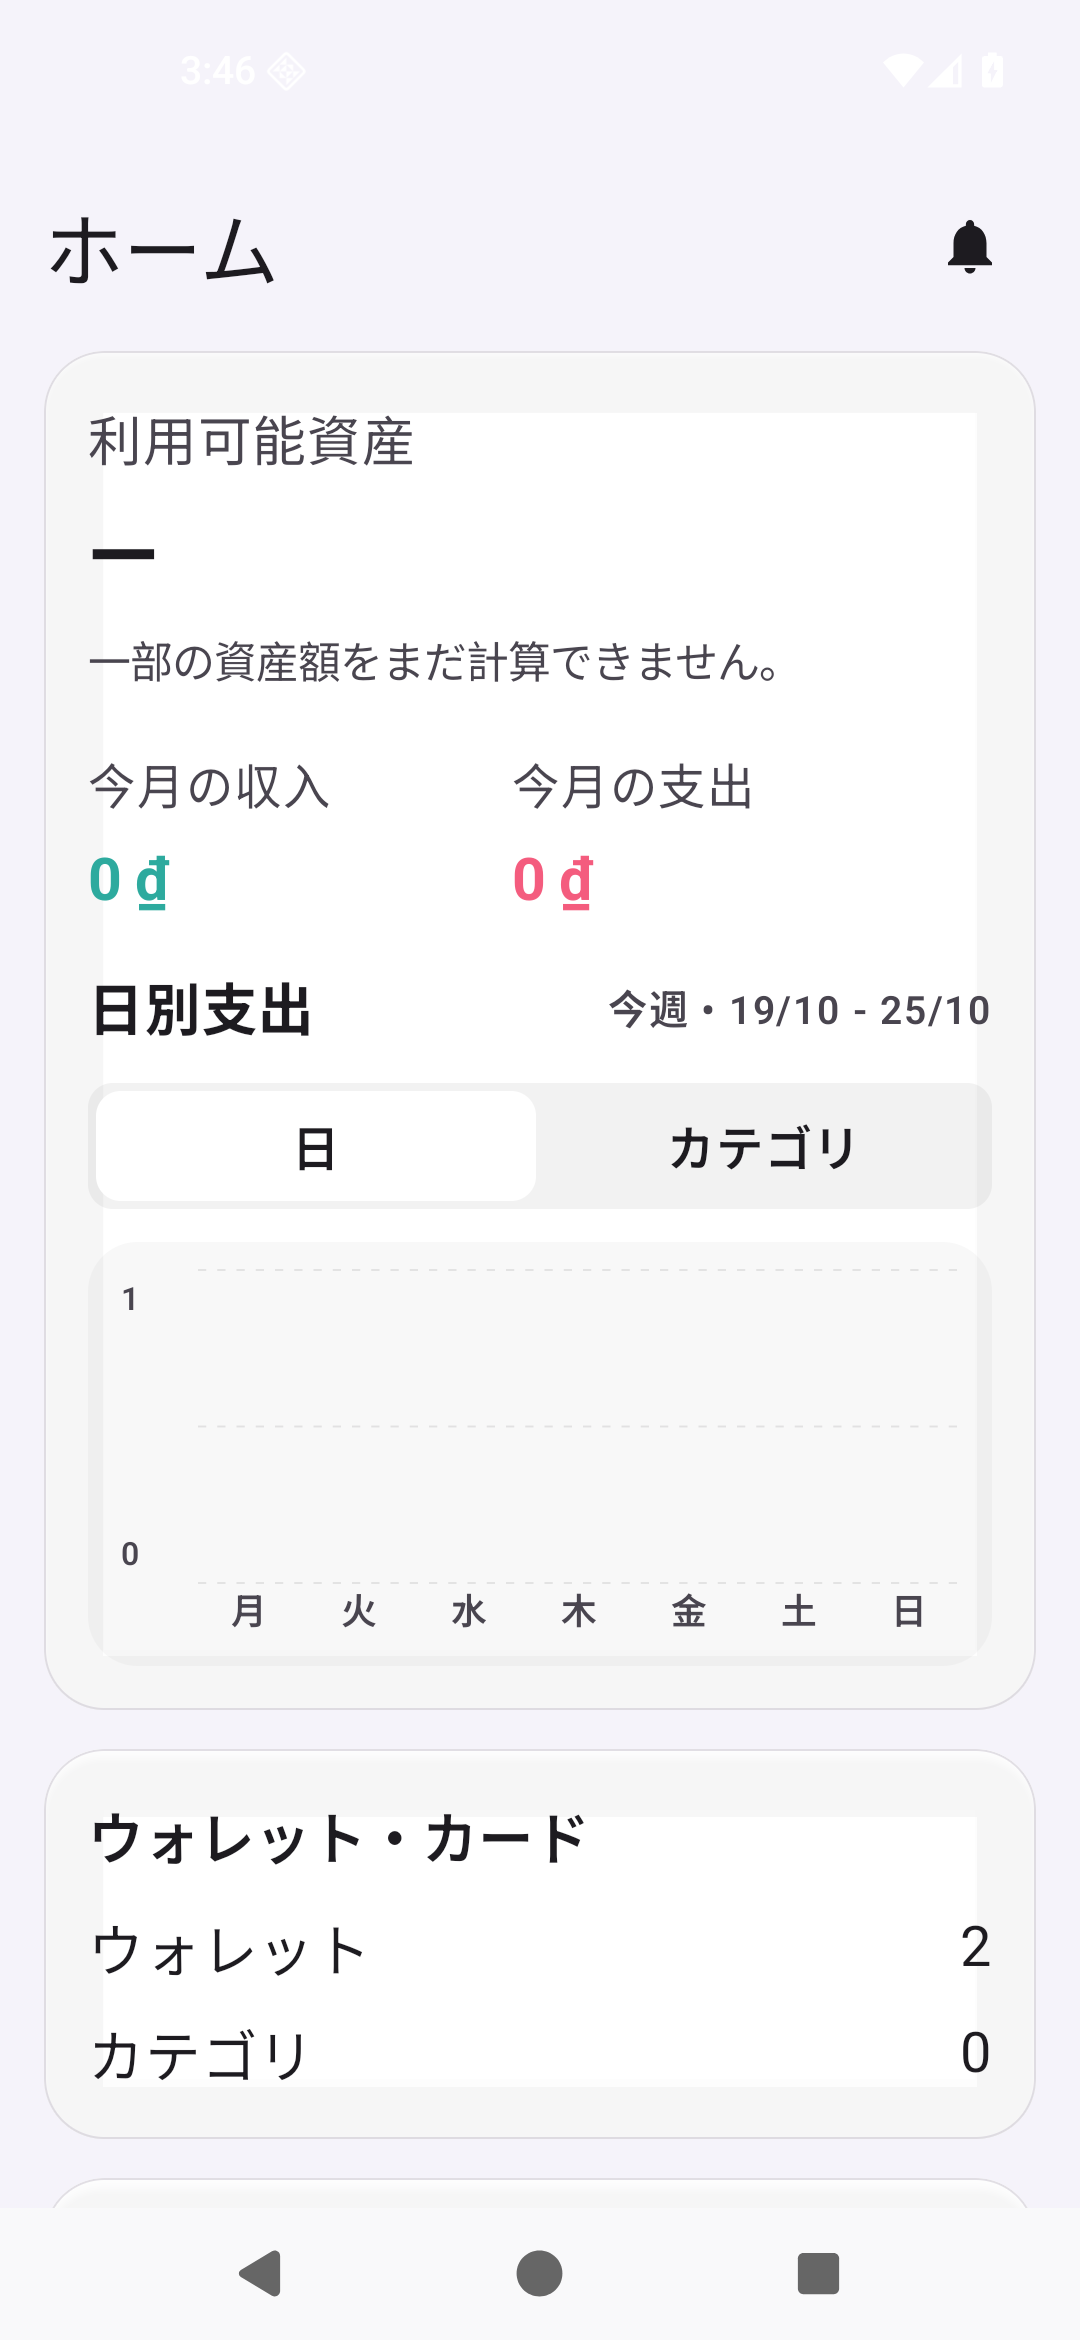 3:46
ホーム
利用可能資産
—
一部の資産額をまだ計算できません。
今月の収入 今月の支出
0 ₫ 0 ₫
日別支出 今週・19/10 - 25/10
日 カテゴリ
1
0
月 火 水 木 金 土 日
ウォレット・カード
ウォレット 2
カテゴリ 0